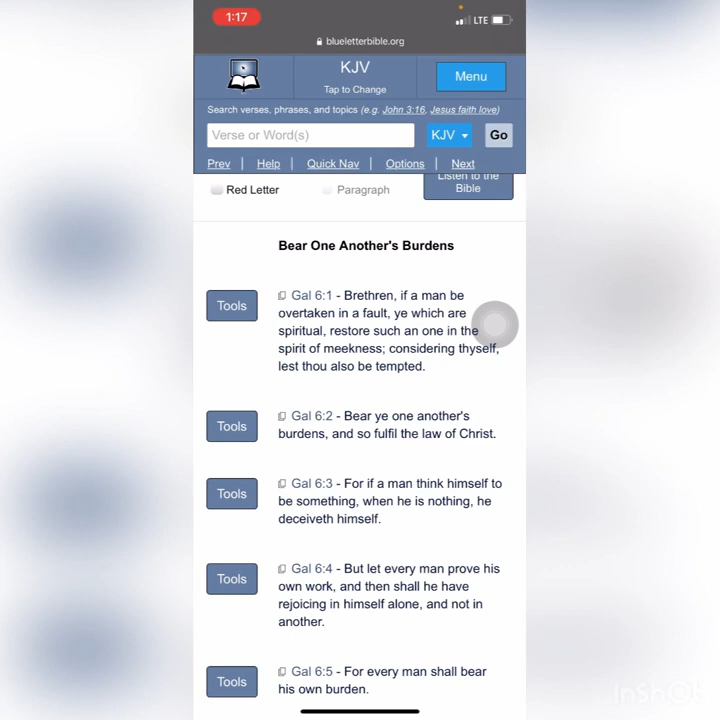 1:17
LTE
blueletterbible.org
KJV
Tap to Change
Menu
Search verses, phrases, and topics (e.g. John 3:16, Jesus faith love)
Verse or Word(s)
KJV
Go
Prev | Help | Quick Nav | Options | Next
Red Letter
Paragraph
Listen to the
Bible
Bear One Another's Burdens
Tools
Gal 6:1 - Brethren, if a man be
overtaken in a fault, ye which are
spiritual, restore such an one in the
spirit of meekness; considering thyself,
lest thou also be tempted.
Tools
Gal 6:2 - Bear ye one another's
burdens, and so fulfil the law of Christ.
Tools
Gal 6:3 - For if a man think himself to
be something, when he is nothing, he
deceiveth himself.
Tools
Gal 6:4 - But let every man prove his
own work, and then shall he have
rejoicing in himself alone, and not in
another.
Tools
Gal 6:5 - For every man shall bear
his own burden.
InShOt